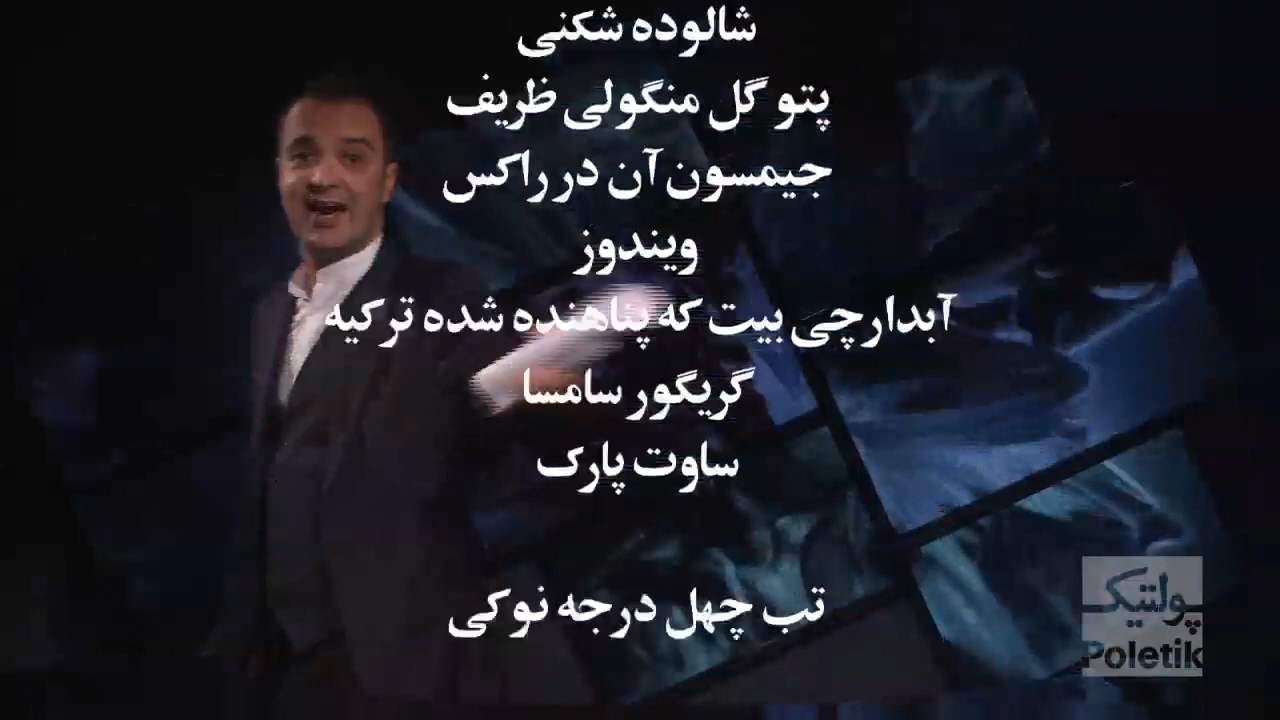 شالوده شکنی
پتو گل منگولی ظریف
جیمسون آن در راکس
ویندوز
آبدارچی بیت که پناهنده شده ترکیه
گریگور سامسا
ساوت پارک
تب چهل درجه نوکی
پولتیک
Poletik